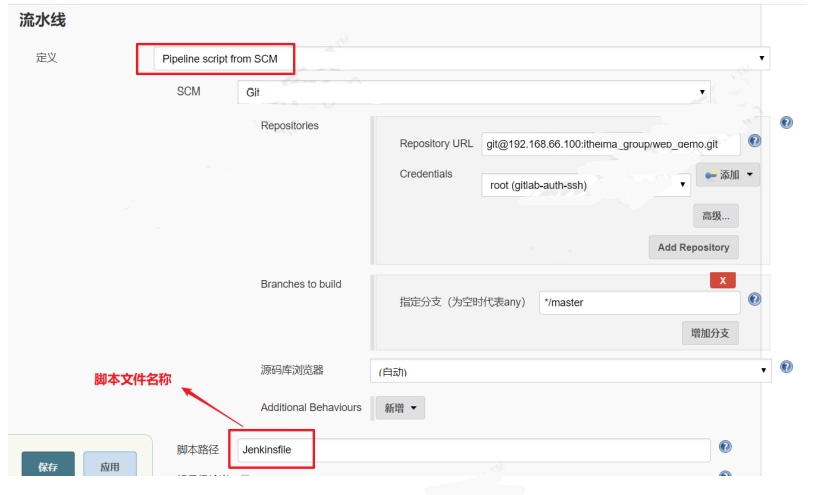 流水线
定义
Pipeline script from SCM
SCM
Git
Repositories
Repository URL
git@192.168.66.100:itheima_group/web_demo.git
Credentials
root (gitlab-auth-ssh)
添加
高级...
Add Repository
Branches to build
X
指定分支（为空时代表any）
*/master
增加分支
源码库浏览器
(自动)
脚本文件名称
Additional Behaviours
新增
脚本路径
Jenkinsfile
保存
应用